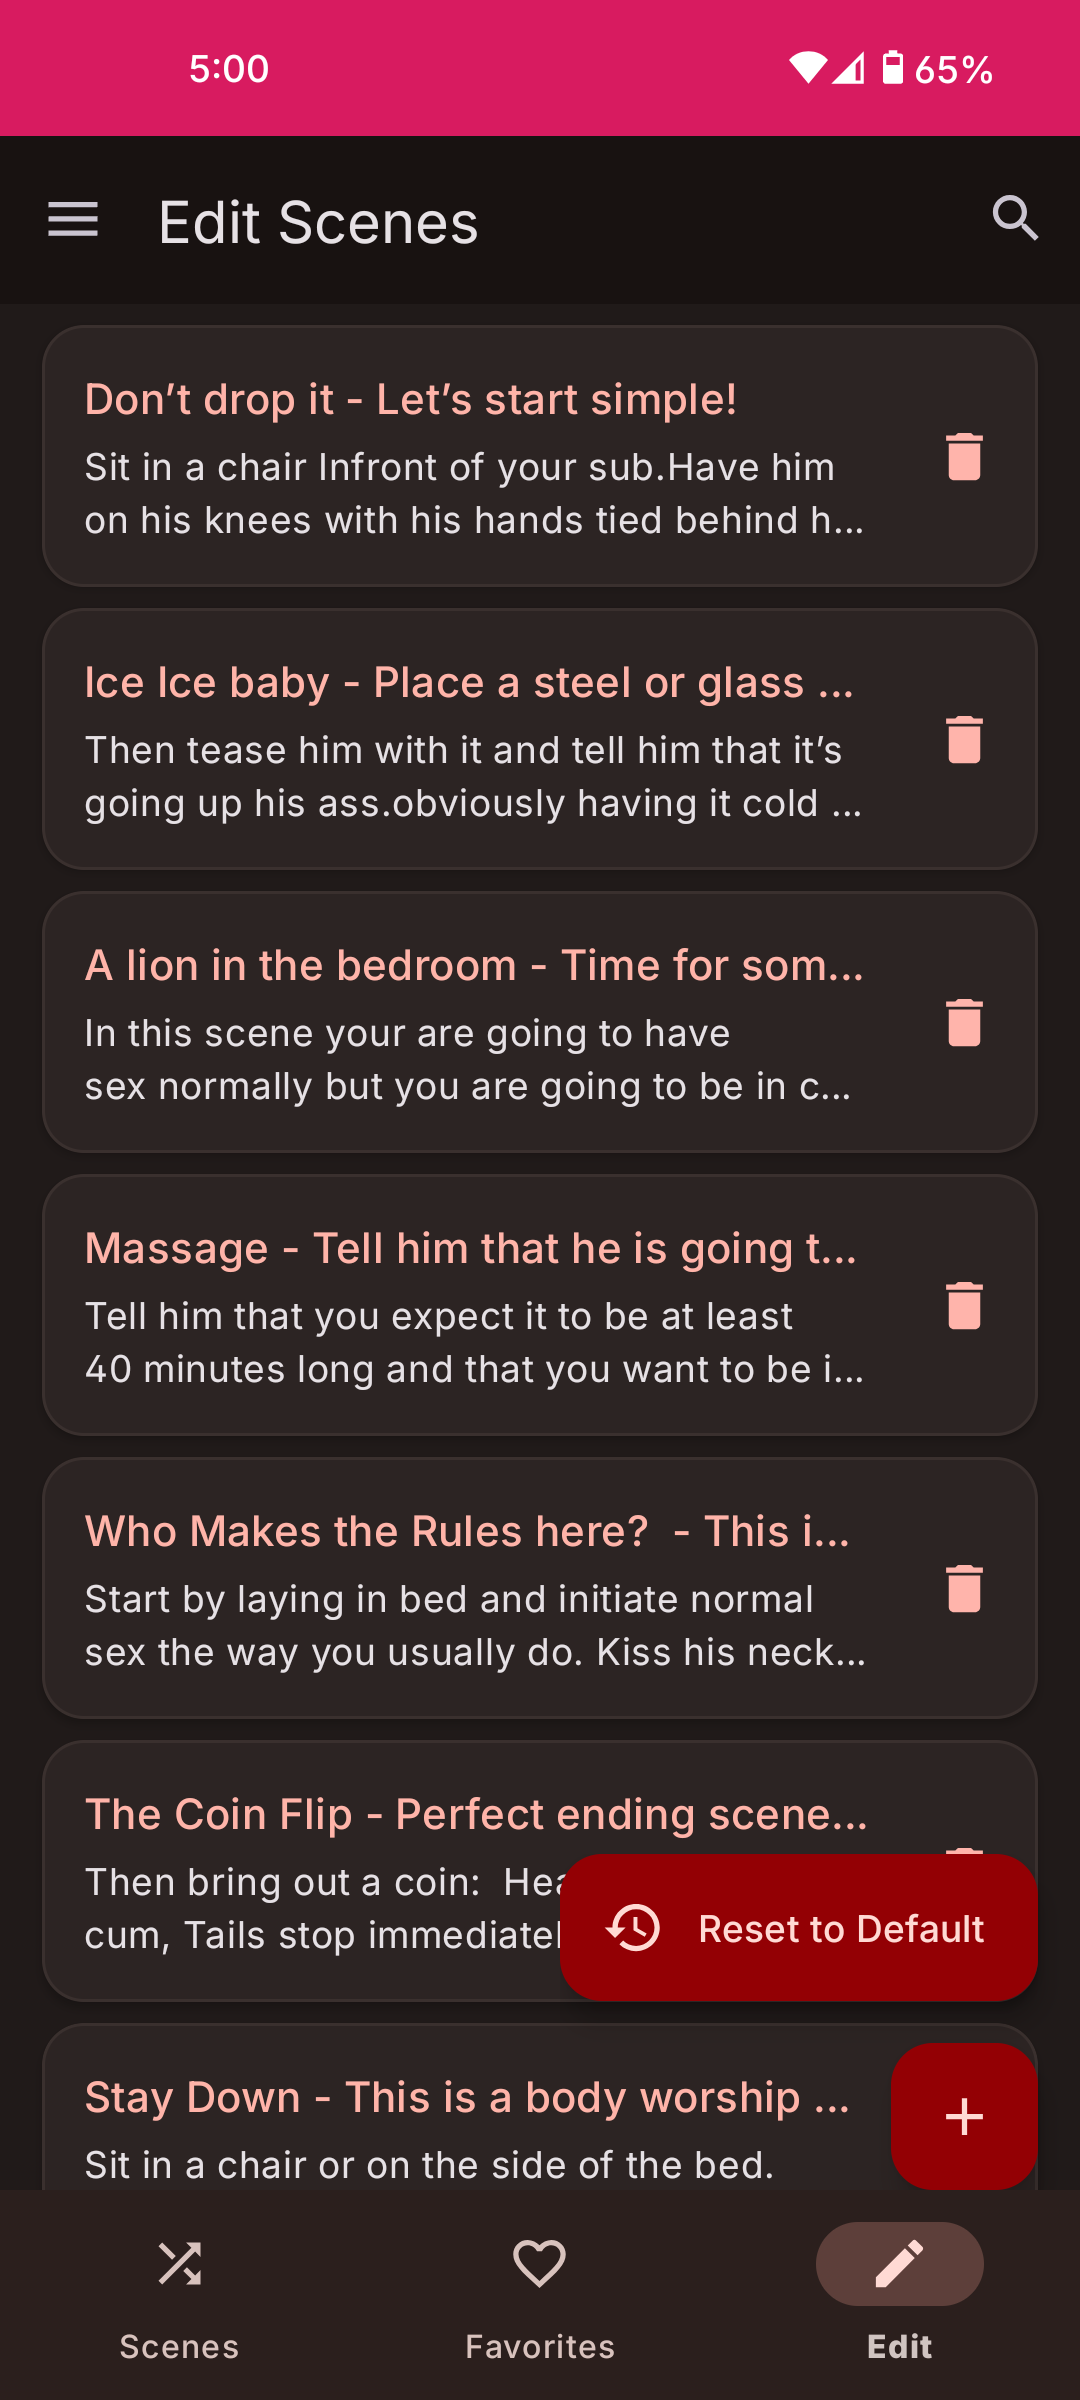 5:00
65%
Edit Scenes
Don’t drop it - Let’s start simple!
Sit in a chair Infront of your sub.Have him
on his knees with his hands tied behind h...
Ice Ice baby - Place a steel or glass ...
Then tease him with it and tell him that it’s
going up his ass.obviously having it cold ...
A lion in the bedroom - Time for som...
In this scene your are going to have
sex normally but you are going to be in c...
Massage - Tell him that he is going t...
Tell him that you expect it to be at least
40 minutes long and that you want to be i...
Who Makes the Rules here?  - This i...
Start by laying in bed and initiate normal
sex the way you usually do. Kiss his neck...
The Coin Flip - Perfect ending scene...
Then bring out a coin:
cum, Tails stop
Reset to Default
Stay Down - This is a body worship ...
Sit in a chair or on the side of the bed.
Scenes
Favorites
Edit